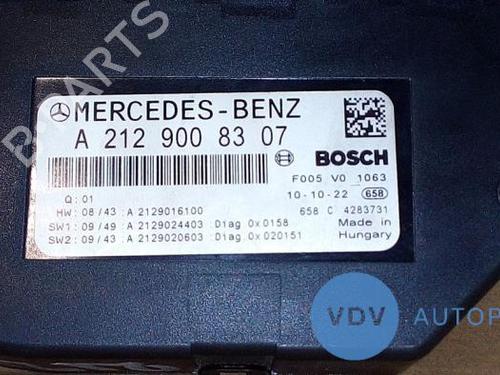 B-PARTS
MERCEDES-BENZ
A 212 900 83 07
BOSCH
F005 V0 1063
Q: 01
10-10-22 658
HW: 08/43 : A 2129016100
658 C 4283731
SW1: 09/49 : A 2129024403 : Diag 0x0158
Made in
SW2: 09/43 : A 2129020603 : Diag 0x020151
Hungary
VDV AUTOP